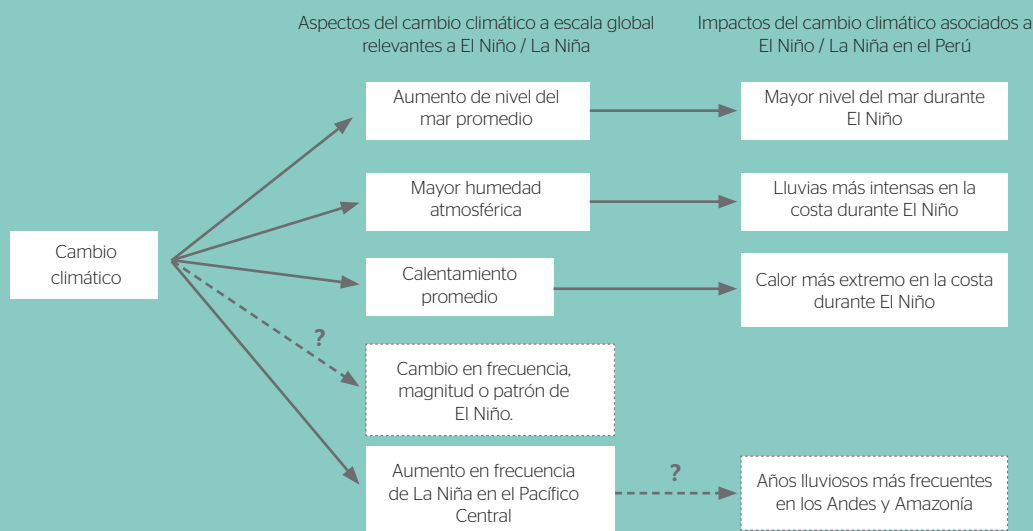 Aspectos del cambio climático a escala global
relevantes a El Niño / La Niña
Impactos del cambio climático asociados a
El Niño / La Niña en el Perú
Cambio
climático
Aumento de nivel del
mar promedio
Mayor nivel del mar durante
El Niño
Mayor humedad
atmosférica
Lluvias más intensas en la
costa durante El Niño
Calentamiento
promedio
Calor más extremo en la costa
durante El Niño
?
Cambio en frecuencia,
magnitud o patrón de
El Niño.
Aumento en frecuencia
de La Niña en el Pacífico
Central
?
Años lluviosos más frecuentes
en los Andes y Amazonía